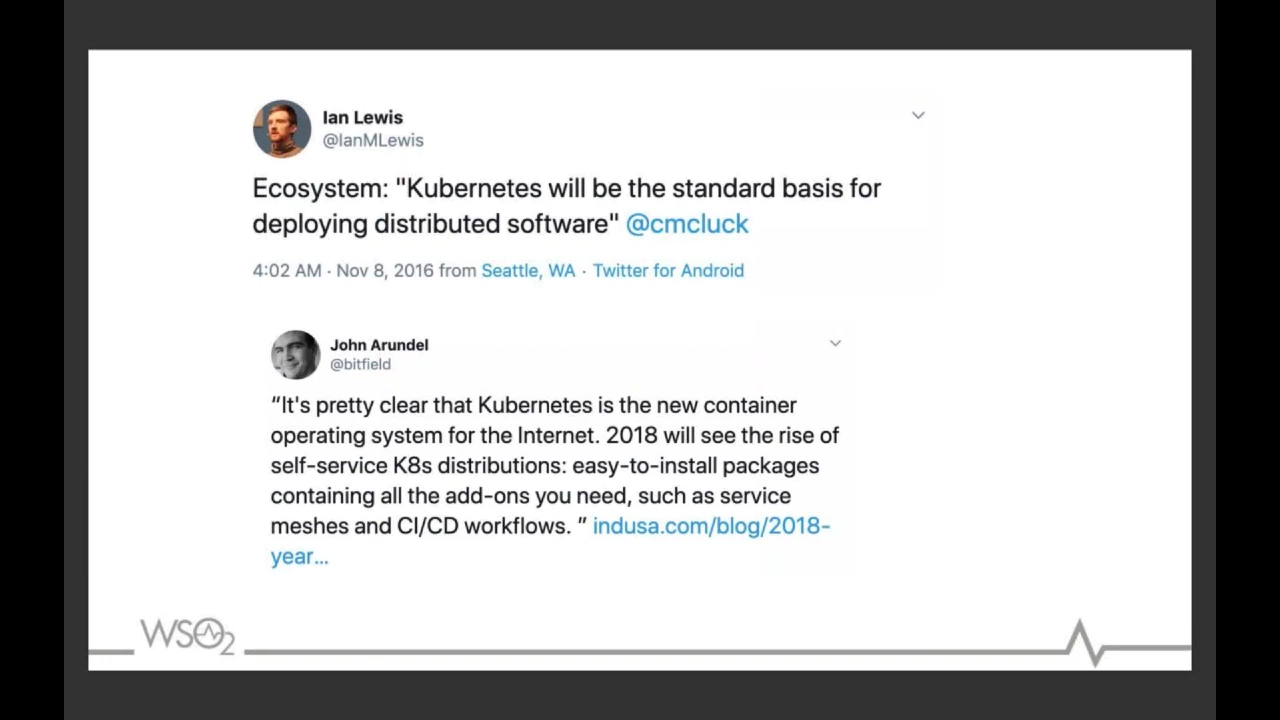 Ian Lewis
@IanMLewis
Ecosystem: "Kubernetes will be the standard basis for
deploying distributed software" @cmcluck
4:02 AM · Nov 8, 2016 from Seattle, WA · Twitter for Android
John Arundel
@bitfield
“It's pretty clear that Kubernetes is the new container
operating system for the Internet. 2018 will see the rise of
self-service K8s distributions: easy-to-install packages
containing all the add-ons you need, such as service
meshes and CI/CD workflows. ” indusa.com/blog/2018-
year...
WSO2